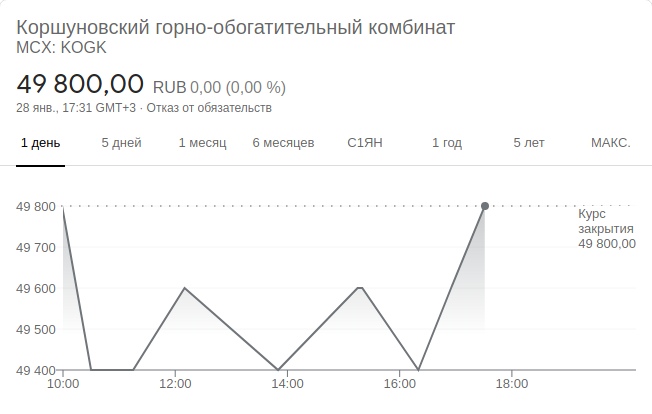 Коршуновский горно-обогатительный комбинат
MCX: KOGK
49 800,00 RUB 0,00 (0,00 %)
28 янв., 17:31 GMT+3 · Отказ от обязательств
1 день 5 дней 1 месяц 6 месяцев С1ЯН 1 год 5 лет МАКС.
49 800
Курс
закрытия
49 800,00
49 700
49 600
49 500
49 400
10:00 12:00 14:00 16:00 18:00